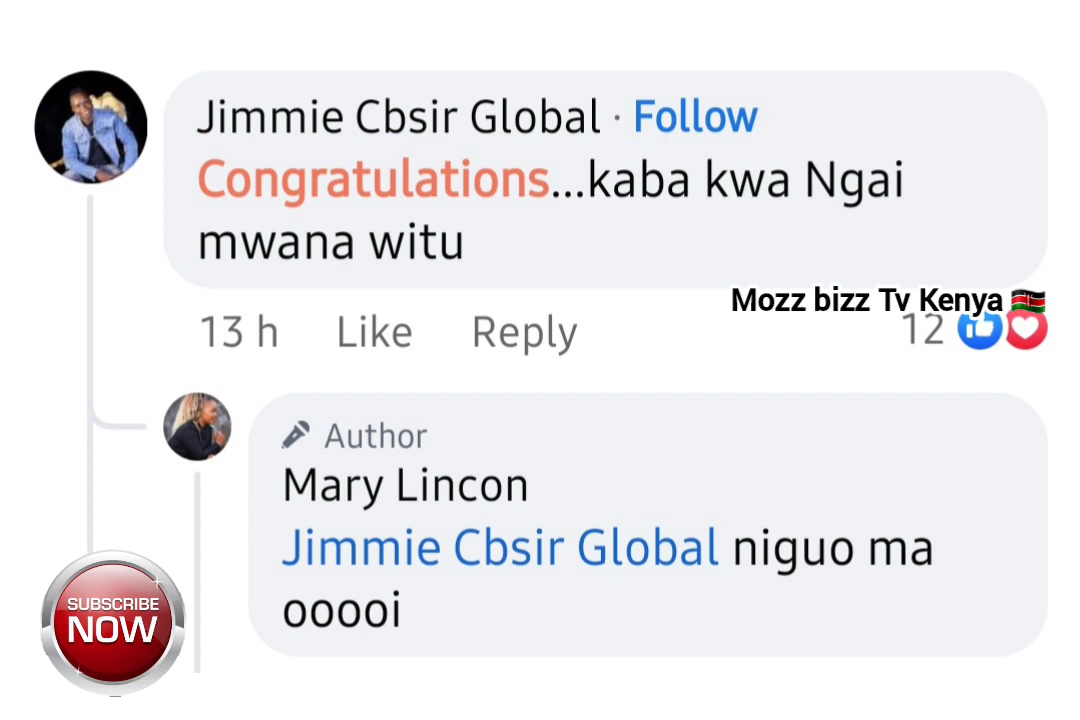 Jimmie Cbsir Global · Follow
Congratulations...kaba kwa Ngai
mwana witu
Mozz bizz Tv Kenya 🇰🇪
13 h Like Reply 12
Author
Mary Lincon
Jimmie Cbsir Global niguo ma
ooooi
SUBSCRIBE
NOW